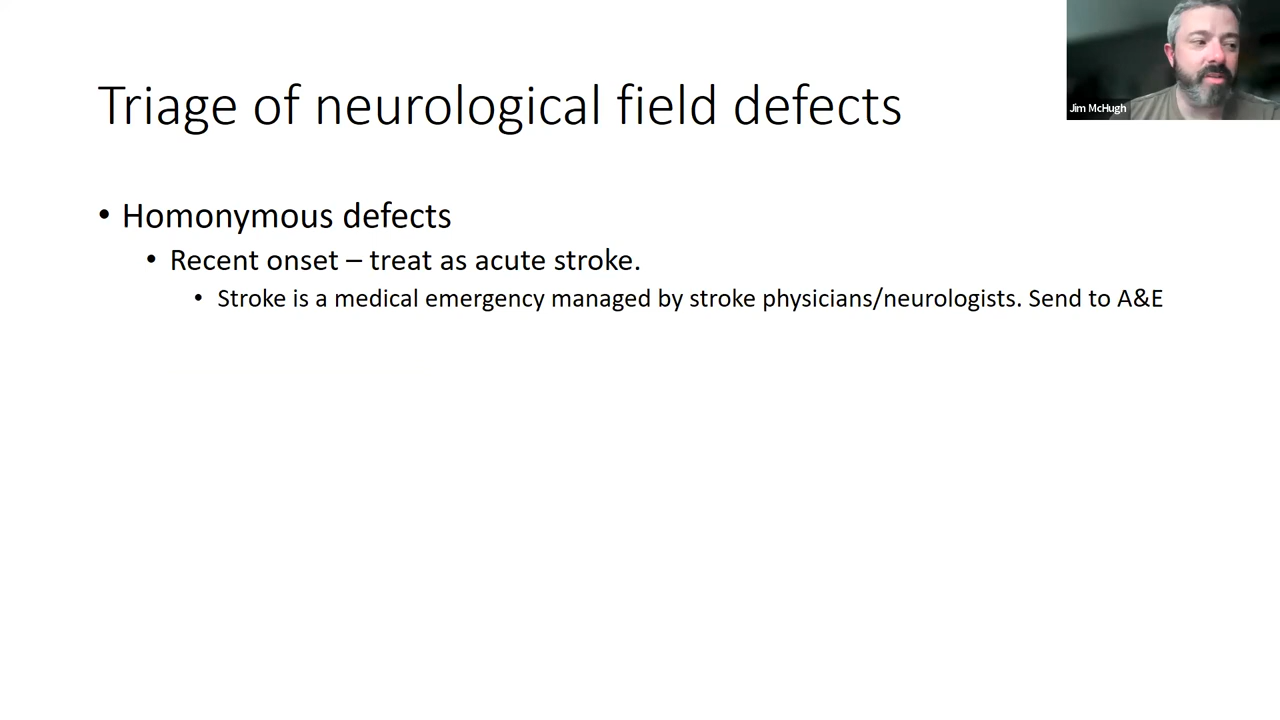 Jim McHugh
Triage of neurological field defects
• Homonymous defects
• Recent onset – treat as acute stroke.
• Stroke is a medical emergency managed by stroke physicians/neurologists. Send to A&E